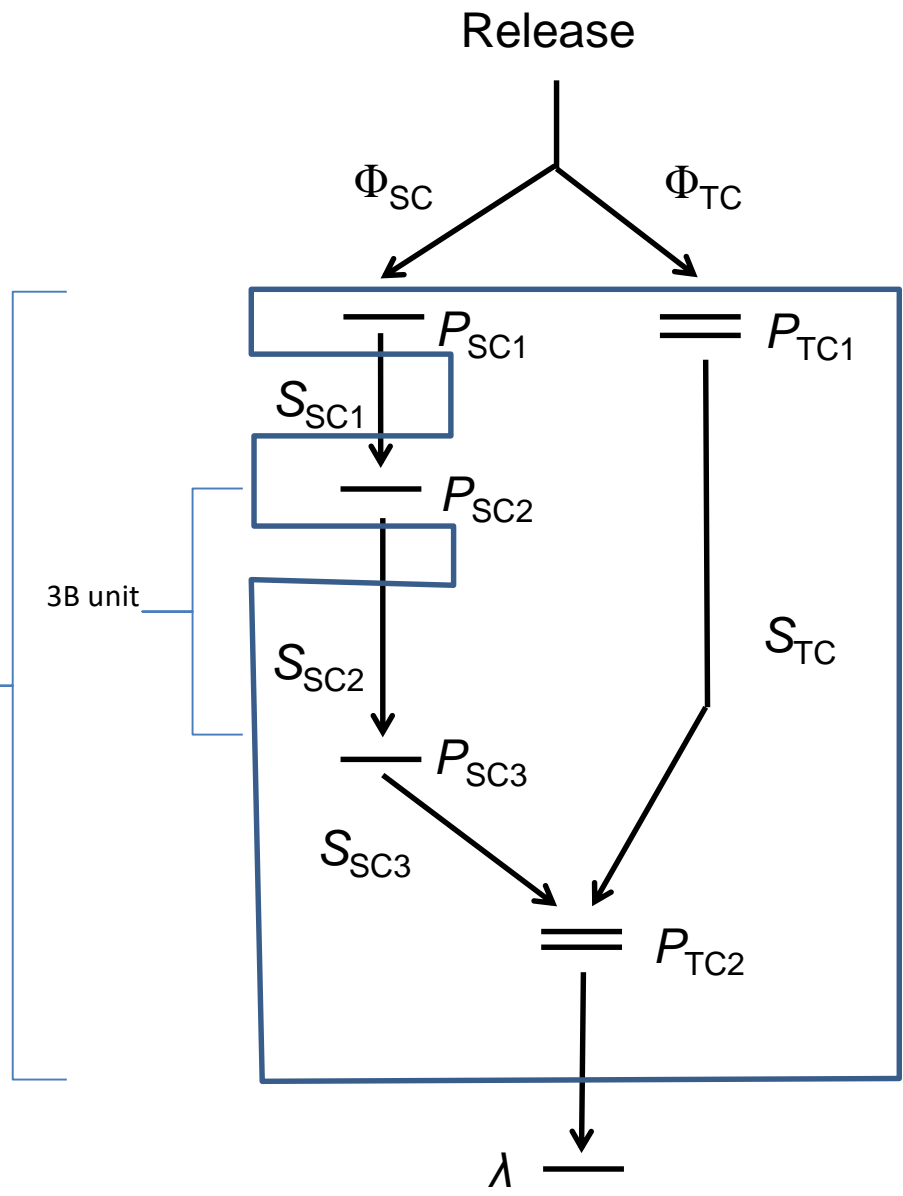 Release
ΦSC
ΦTC
PSC1
PTC1
SSC1
PSC2
3B unit
STC
SSC2
PSC3
SSC3
PTC2
λ